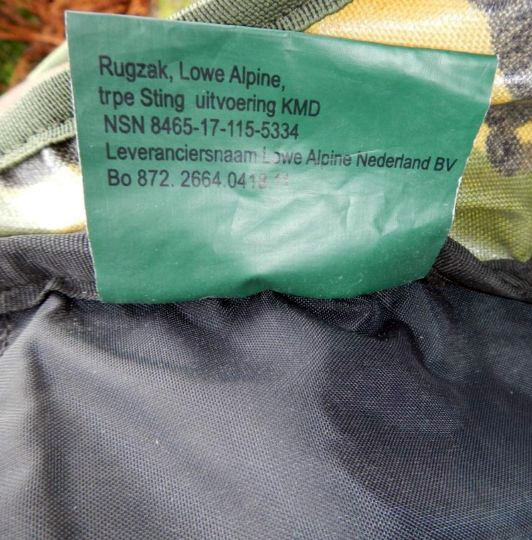 Rugzak, Lowe Alpine,
trpe Sting uitvoering KMD
NSN 8465-17-115-5334
Leveranciersnaam Lowe Alpine Nederland BV
Bo 872. 2664.0418